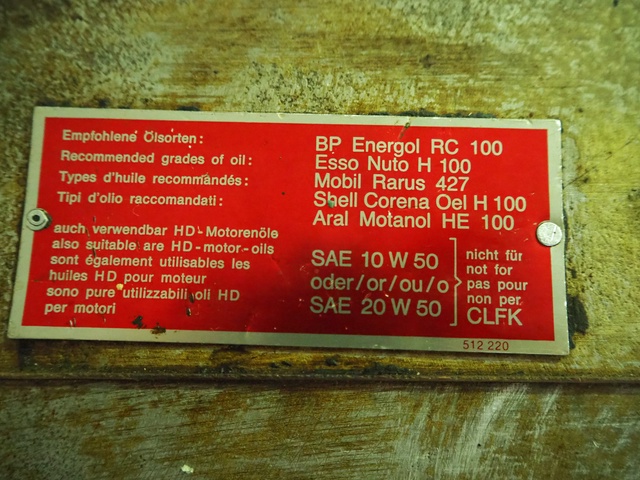 Empfohlene Ölsorten:
Recommended grades of oil:
Types d'huile recommandés:
Tipi d'olio raccomandati:
BP Energol RC 100
Esso Nuto H 100
Mobil Rarus 427
Shell Corena Oel H 100
Aral Motanol HE 100
auch verwendbar HD-Motorenöle
also suitable are HD-motor-oils
sont également utilisables les
huiles HD pour moteur
sono pure utilizzabili oli HD
per motori
SAE 10 W 50
oder/or/ou/o
SAE 20 W 50
nicht für
not for
pas pour
non per
CLFK
512 220